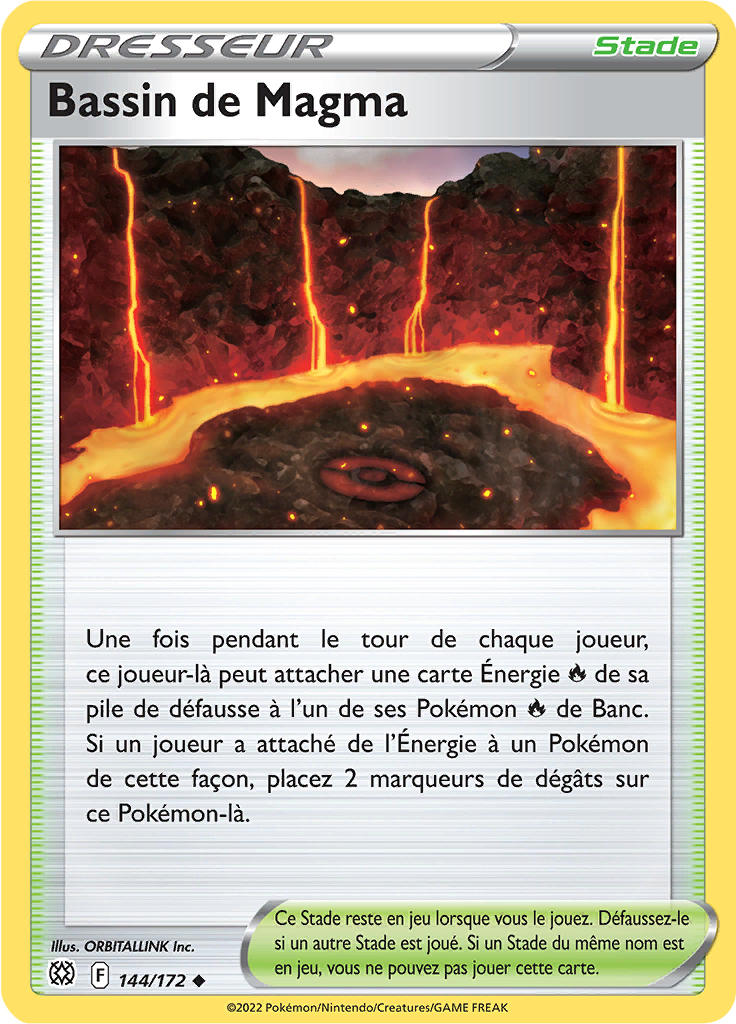 DRESSEUR
Stade
Bassin de Magma
Une fois pendant le tour de chaque joueur,
ce joueur-là peut attacher une carte Énergie 🔥 de sa
pile de défausse à l'un de ses Pokémon 🔥 de Banc.
Si un joueur a attaché de l'Énergie à un Pokémon
de cette façon, placez 2 marqueurs de dégâts sur
ce Pokémon-là.
Ce Stade reste en jeu lorsque vous le jouez. Défaussez-le
si un autre Stade est joué. Si un Stade du même nom est
en jeu, vous ne pouvez pas jouer cette carte.
Illus. ORBITALLINK Inc.
F 144/172 ◆
©2022 Pokémon/Nintendo/Creatures/GAME FREAK